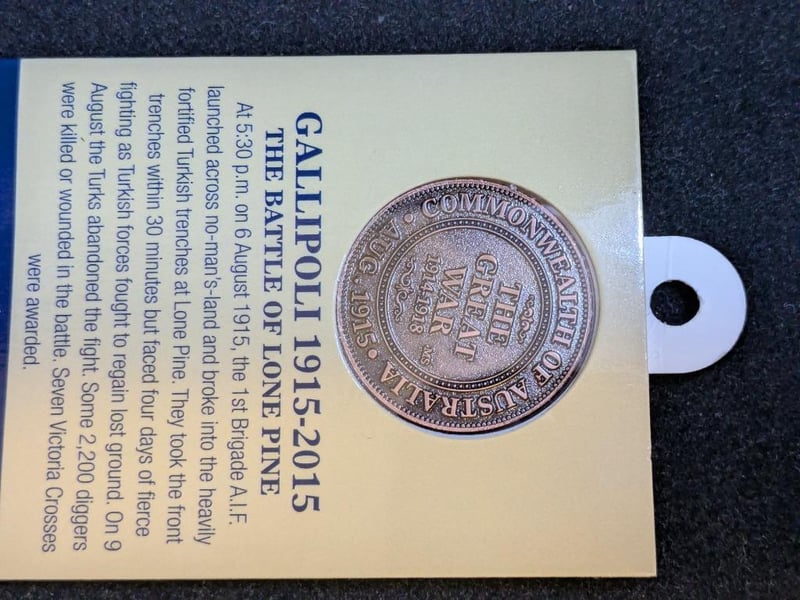 COMMONWEALTH OF AUSTRALIA
• AUG. 1915 •
THE
GREAT
WAR
1914-1918
GALLIPOLI 1915-2015
THE BATTLE OF LONE PINE
At 5:30 p.m. on 6 August 1915, the 1st Brigade A.I.F.
launched across no-man's-land and broke into the heavily
fortified Turkish trenches at Lone Pine. They took the front
trenches within 30 minutes but faced four days of fierce
fighting as Turkish forces fought to regain lost ground. On 9
August the Turks abandoned the fight. Some 2,200 diggers
were killed or wounded in the battle. Seven Victoria Crosses
were awarded.